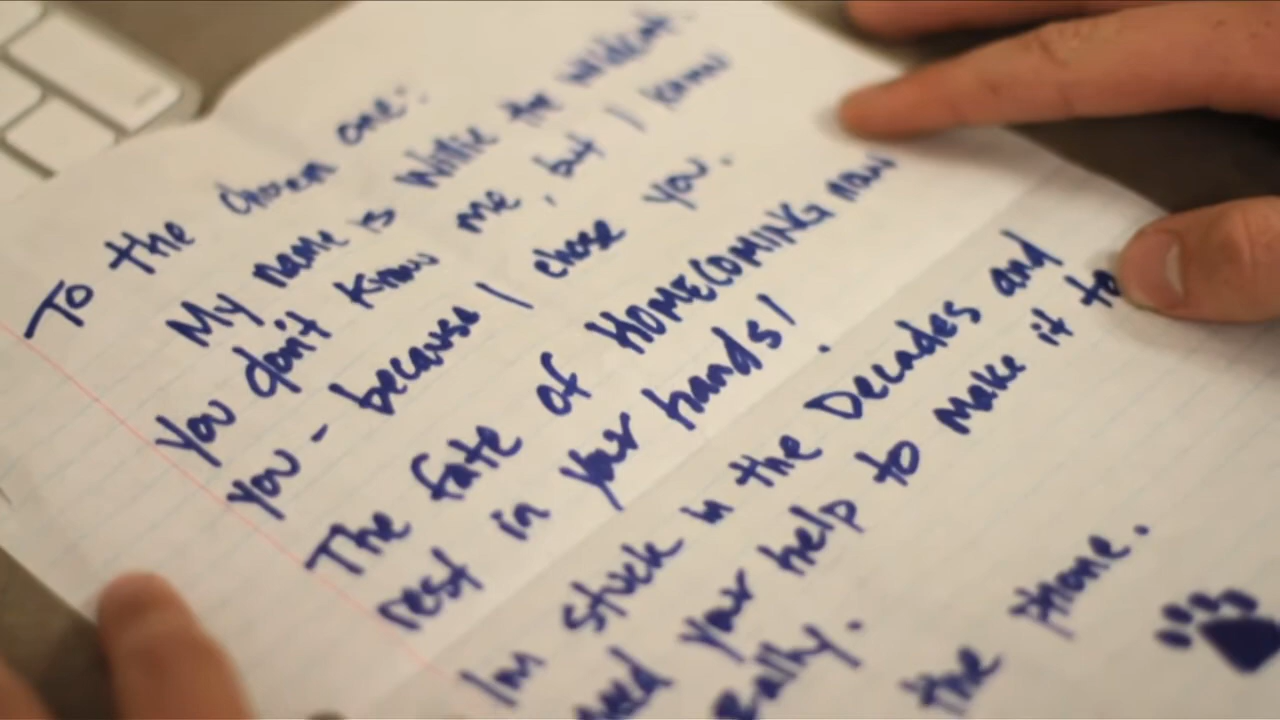 To the chosen one:
My name is Willie the Wildcat.
You don't know me, but I know
you - because I chose you.
The fate of HOMECOMING now
rest in your hands!
I'm stuck in the Decades and
need your help to make it to
Rally.
the phone.